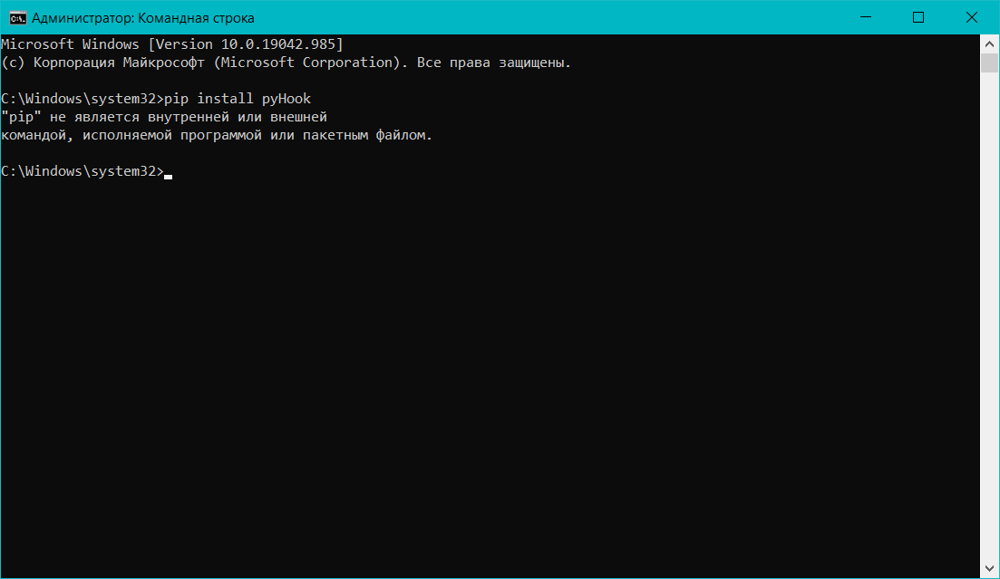 Администратор: Командная строка
Microsoft Windows [Version 10.0.19042.985]
(c) Корпорация Майкрософт (Microsoft Corporation). Все права защищены.
C:\Windows\system32>pip install pyHook
"pip" не является внутренней или внешней
командой, исполняемой программой или пакетным файлом.
C:\Windows\system32>